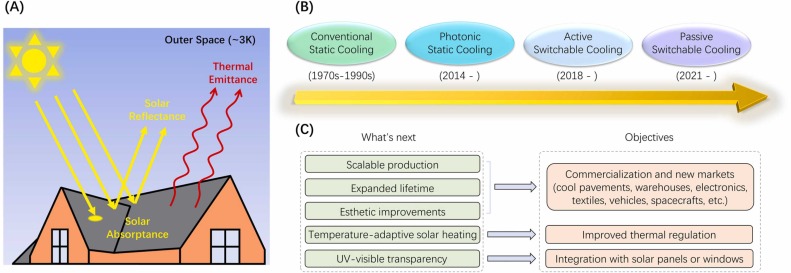 (A)
Outer Space (~3K)
Thermal
Emittance
Solar
Reflectance
Solar
Absorptance
(B)
Conventional
Static Cooling
(1970s-1990s)
Photonic
Static Cooling
(2014 - )
Active
Switchable Cooling
(2018 - )
Passive
Switchable Cooling
(2021 - )
(C)
What's next
Objectives
Scalable production
Expanded lifetime
Esthetic improvements
Commercialization and new markets
(cool pavements, warehouses, electronics,
textiles, vehicles, spacecrafts, etc.)
Temperature-adaptive solar heating
Improved thermal regulation
UV-visible transparency
Integration with solar panels or windows